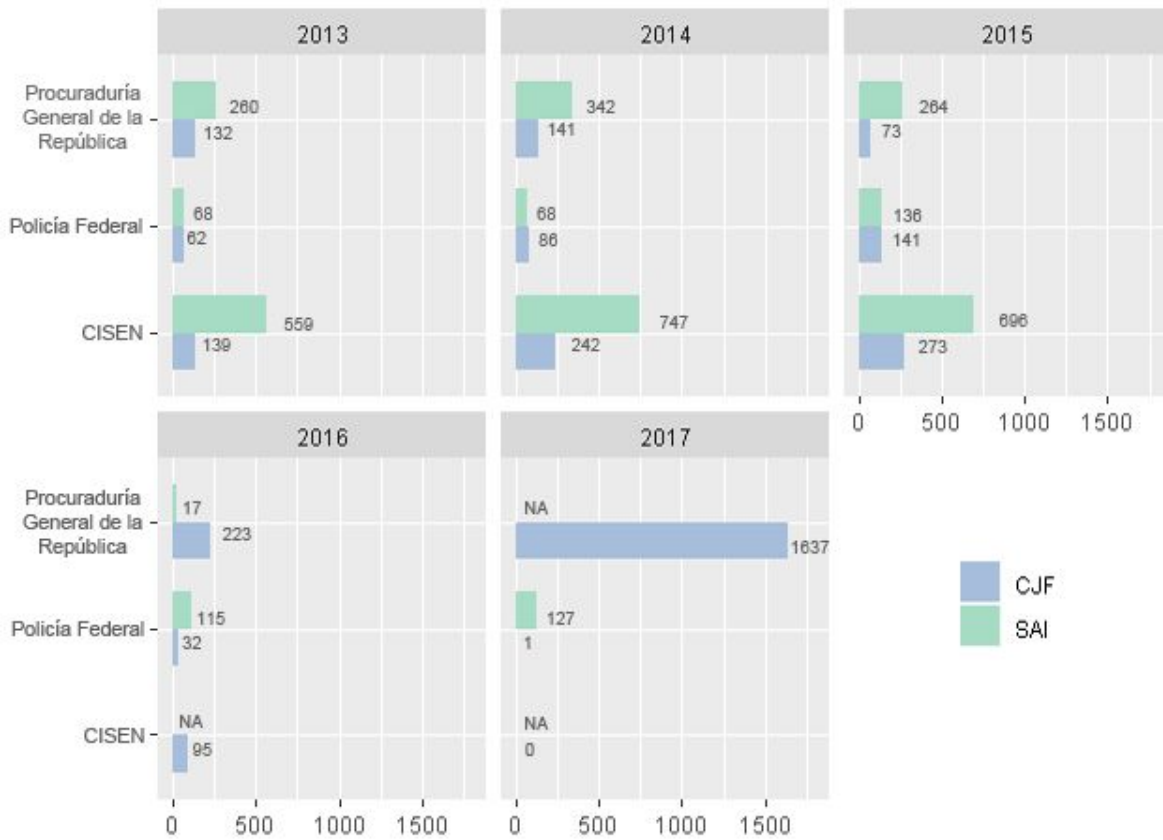 2013
2014
2015
Procuraduría
General de la
República
260
132
342
141
264
73
Policía Federal
68
62
68
86
136
141
CISEN
559
139
747
242
696
273
0 500 1000 1500
2016
2017
Procuraduría
General de la
República
17
223
NA
1637
Policía Federal
115
32
127
1
CISEN
NA
95
NA
0
0 500 1000 1500
0 500 1000 1500
CJF
SAI